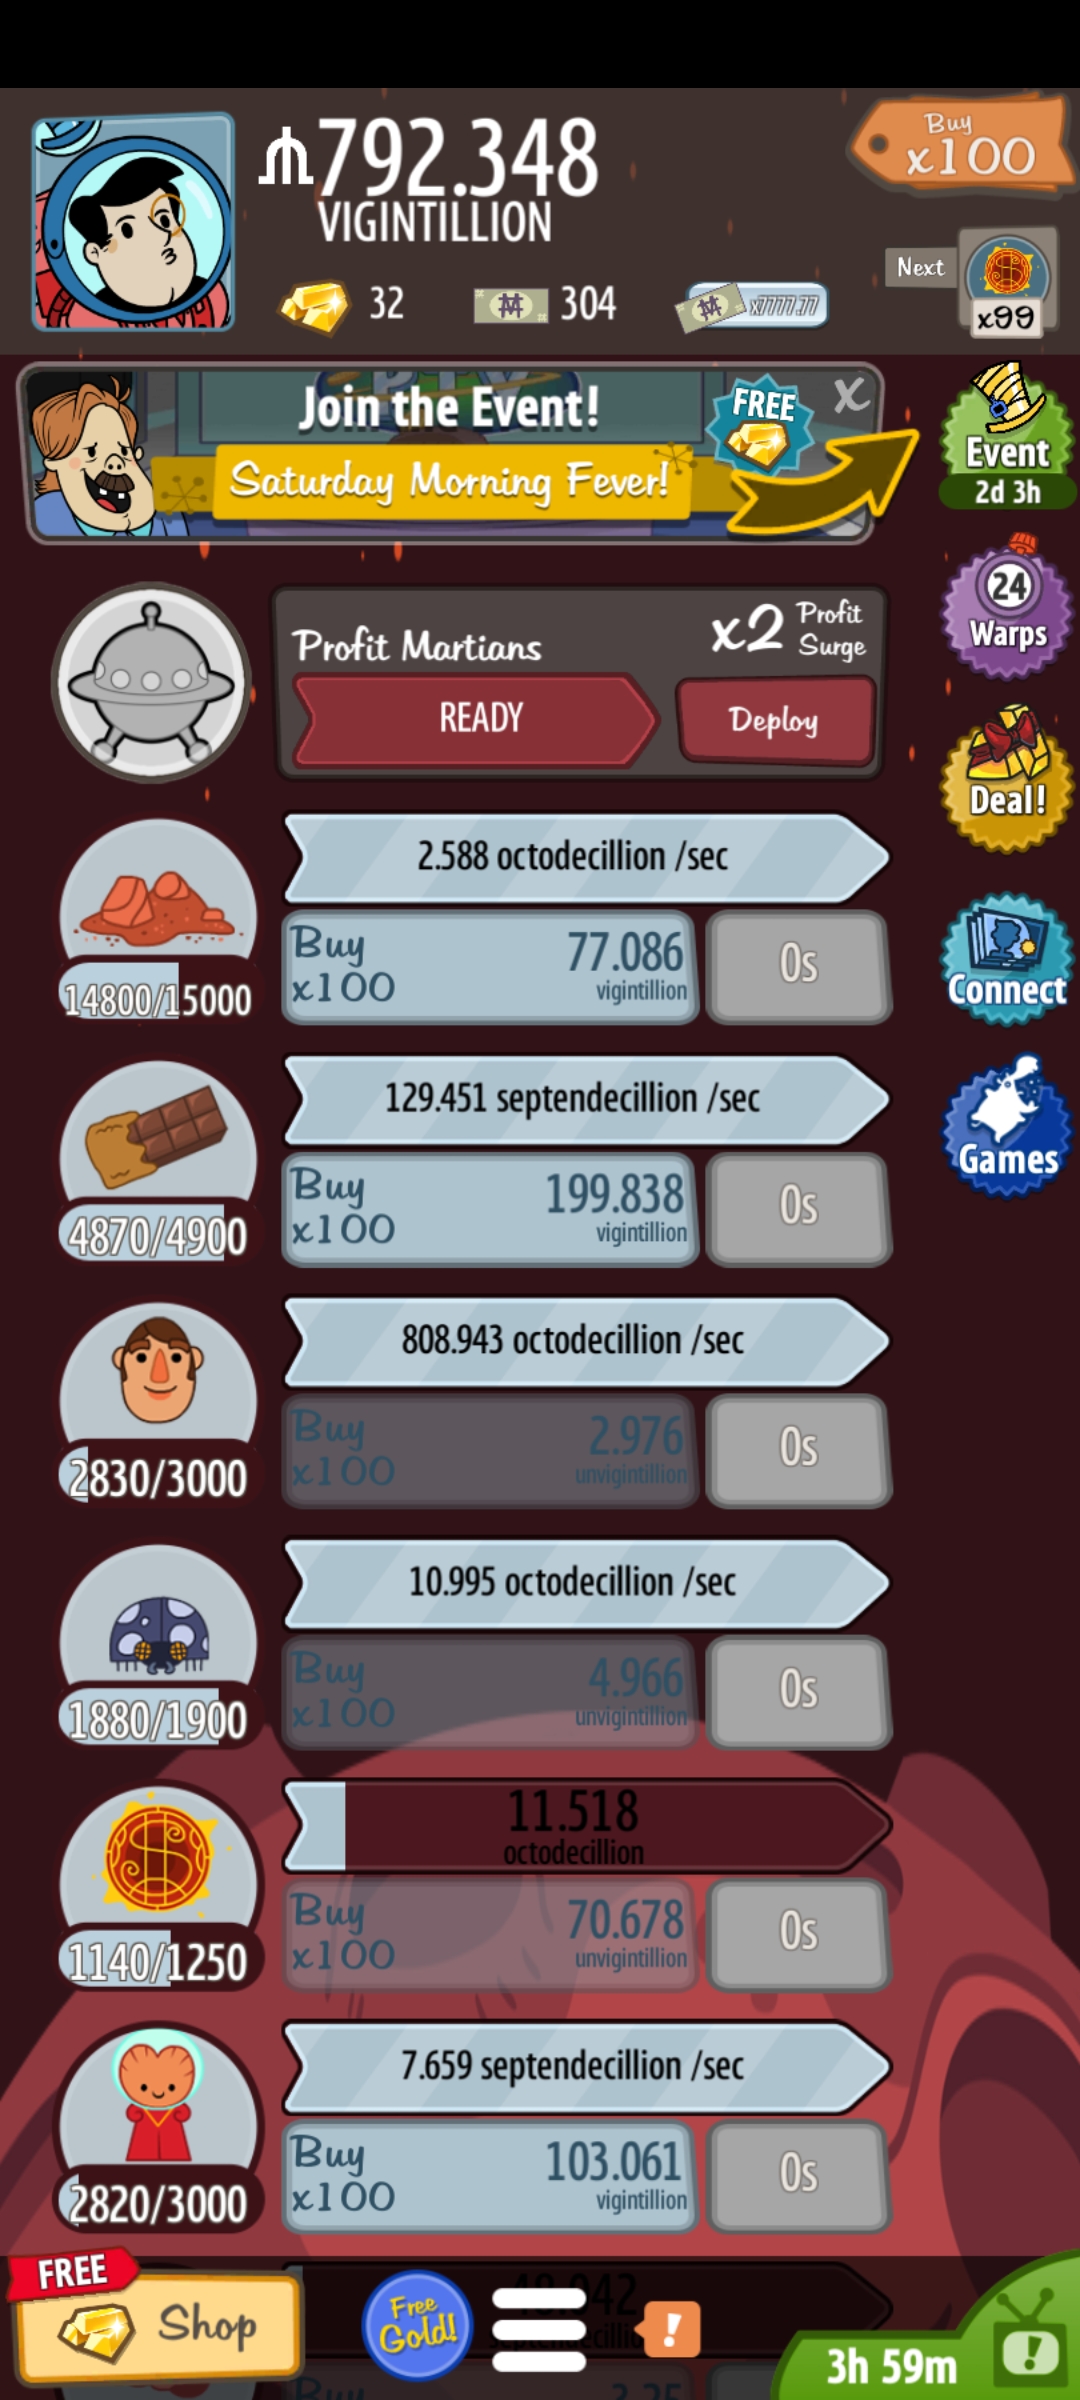 792.348
VIGINTILLION
Buy
x100
32
304
x7777.77
Next
x99
Join the Event!
Saturday Morning Fever!
FREE
X
Event
2d 3h
Profit Martians
x2 Profit
Surge
READY
Deploy
24
Warps
Deal!
2.588 octodecillion /sec
Buy
x100
77.086
vigintillion
0s
14800/15000
Connect
129.451 septendecillion /sec
Buy
x100
199.838
vigintillion
0s
4870/4900
Games
808.943 octodecillion /sec
Buy
x100
2.976
unvigintillion
0s
2830/3000
10.995 octodecillion /sec
Buy
x100
4.966
unvigintillion
0s
1880/1900
11.518
octodecillion
Buy
x100
70.678
unvigintillion
0s
1140/1250
7.659 septendecillion /sec
Buy
x100
103.061
vigintillion
0s
2820/3000
FREE
Shop
Free
Gold!
!
3h 59m
!
Buy
3.25